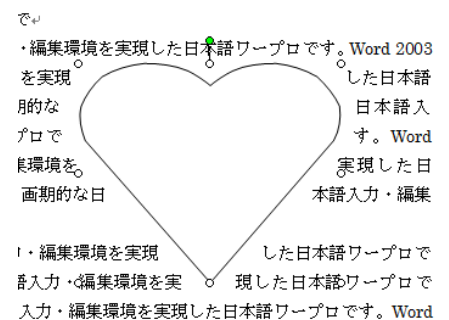 で
・編集環境を実現した日本語ワープロです。Word 2003
を実現 した日本語
期的な 日本語入
プロで す。Word
集環境を 実現した日
画期的な日 本語入力・編集
・編集環境を実現 した日本語ワープロで
語入力・編集環境を実 現した日本語ワープロで
入力・編集環境を実現した日本語ワープロです。Word